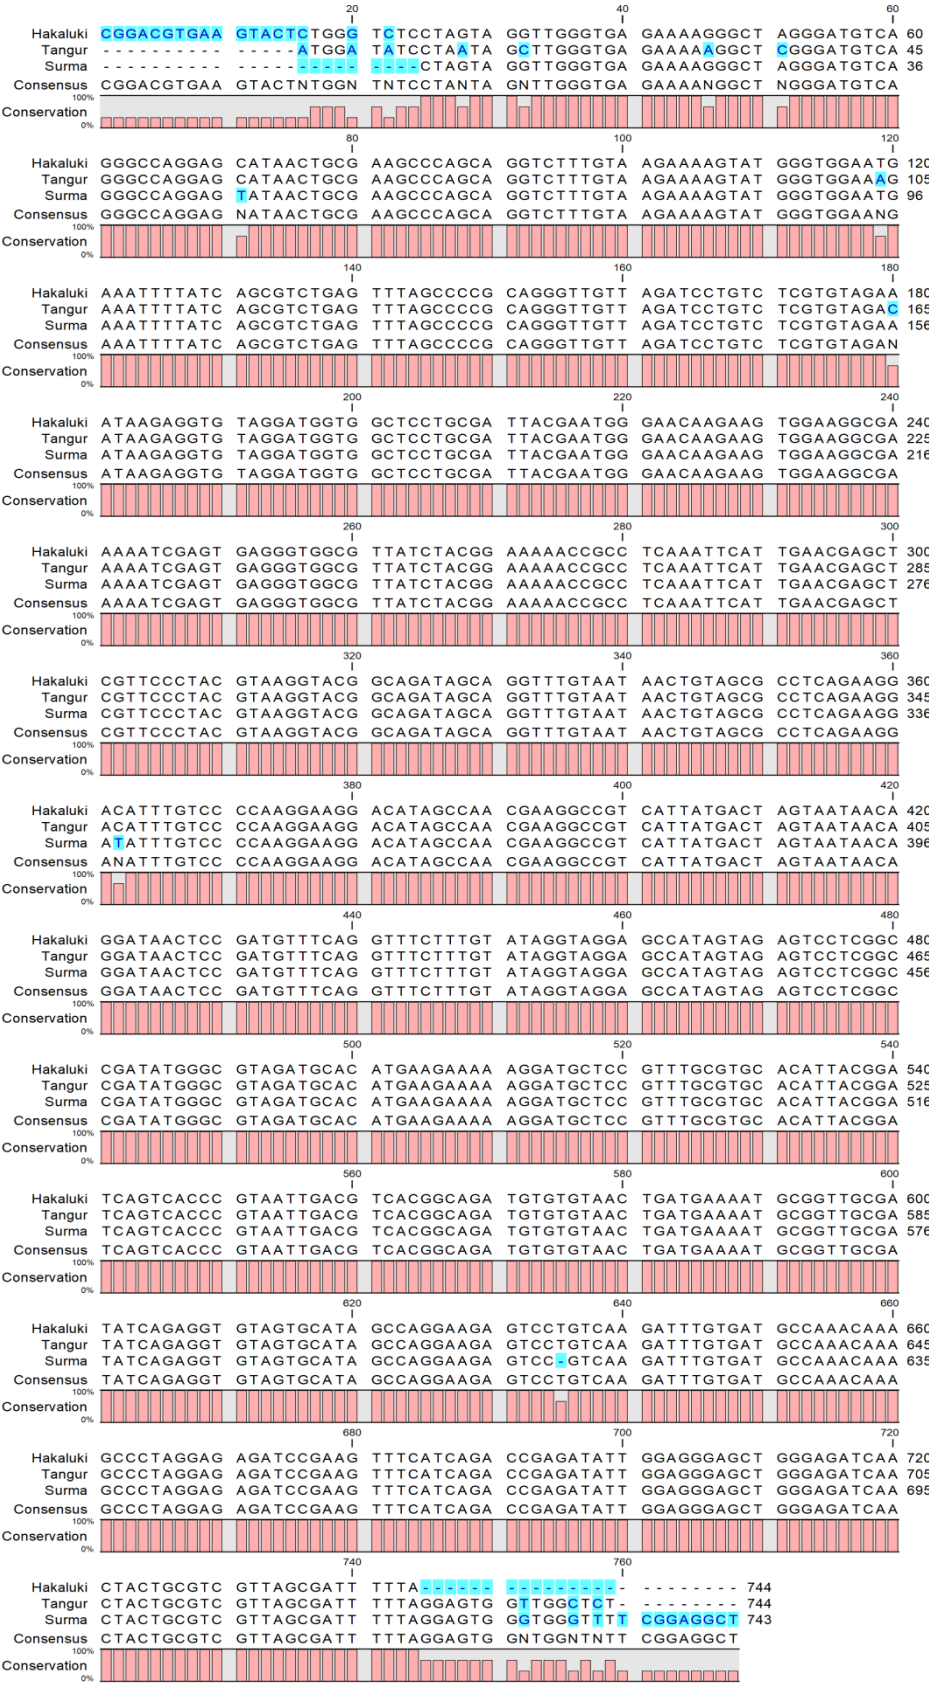 20 40 60
Hakaluki CGGACGTGAA GTACTCTGGG TCTCCTAGTA GGTTGGGTGA GAAAAGGGCT AGGGATGTCA 60
Tangur ---------- -----ATGGA TATCCTAATA GCTTGGGTGA GAAAAAGGCT CGGGATGTCA 45
Surma ---------- ---------- ----CTAGTA GGTTGGGTGA GAAAAGGGCT AGGGATGTCA 36
Consensus CGGACGTGAA GTACTNTGGN TNTCCTANTA GNTTGGGTGA GAAAANGGCT NGGGATGTCA
100%
Conservation
0%
80 100 120
Hakaluki GGGCCAGGAG CATAACTGCG AAGCCCAGCA GGTCTTTGTA AGAAAAGTAT GGGTGGAATG 120
Tangur GGGCCAGGAG CATAACTGCG AAGCCCAGCA GGTCTTTGTA AGAAAAGTAT GGGTGGAAAG 105
Surma GGGCCAGGAG TATAACTGCG AAGCCCAGCA GGTCTTTGTA AGAAAAGTAT GGGTGGAATG 96
Consensus GGGCCAGGAG NATAACTGCG AAGCCCAGCA GGTCTTTGTA AGAAAAGTAT GGGTGGAANG
100%
Conservation
0%
140 160 180
Hakaluki AAATTTTATC AGCGTCTGAG TTTAGCCCCG CAGGGTTGTT AGATCCTGTC TCGTGTAGAA 180
Tangur AAATTTTATC AGCGTCTGAG TTTAGCCCCG CAGGGTTGTT AGATCCTGTC TCGTGTAGAC 165
Surma AAATTTTATC AGCGTCTGAG TTTAGCCCCG CAGGGTTGTT AGATCCTGTC TCGTGTAGAA 156
Consensus AAATTTTATC AGCGTCTGAG TTTAGCCCCG CAGGGTTGTT AGATCCTGTC TCGTGTAGAN
100%
Conservation
0%
200 220 240
Hakaluki ATAAGAGGTG TAGGATGGTG GCTCCTGCGA TTACGAATGG GAACAAGAAG TGGAAGGCGA 240
Tangur ATAAGAGGTG TAGGATGGTG GCTCCTGCGA TTACGAATGG GAACAAGAAG TGGAAGGCGA 225
Surma ATAAGAGGTG TAGGATGGTG GCTCCTGCGA TTACGAATGG GAACAAGAAG TGGAAGGCGA 216
Consensus ATAAGAGGTG TAGGATGGTG GCTCCTGCGA TTACGAATGG GAACAAGAAG TGGAAGGCGA
100%
Conservation
0%
260 280 300
Hakaluki AAAATCGAGT GAGGGTGGCG TTATCTACGG AAAAACCGCC TCAAATTCAT TGAACGAGCT 300
Tangur AAAATCGAGT GAGGGTGGCG TTATCTACGG AAAAACCGCC TCAAATTCAT TGAACGAGCT 285
Surma AAAATCGAGT GAGGGTGGCG TTATCTACGG AAAAACCGCC TCAAATTCAT TGAACGAGCT 276
Consensus AAAATCGAGT GAGGGTGGCG TTATCTACGG AAAAACCGCC TCAAATTCAT TGAACGAGCT
100%
Conservation
0%
320 340 360
Hakaluki CGTTCCCTAC GTAAGGTACG GCAGATAGCA GGTTTGTAAT AACTGTAGCG CCTCAGAAGG 360
Tangur CGTTCCCTAC GTAAGGTACG GCAGATAGCA GGTTTGTAAT AACTGTAGCG CCTCAGAAGG 345
Surma CGTTCCCTAC GTAAGGTACG GCAGATAGCA GGTTTGTAAT AACTGTAGCG CCTCAGAAGG 336
Consensus CGTTCCCTAC GTAAGGTACG GCAGATAGCA GGTTTGTAAT AACTGTAGCG CCTCAGAAGG
100%
Conservation
0%
380 400 420
Hakaluki ACATTTGTCC CCAAGGAAGG ACATAGCCAA CGAAGGCCGT CATTATGACT AGTAATAACA 420
Tangur ACATTTGTCC CCAAGGAAGG ACATAGCCAA CGAAGGCCGT CATTATGACT AGTAATAACA 405
Surma ATATTTGTCC CCAAGGAAGG ACATAGCCAA CGAAGGCCGT CATTATGACT AGTAATAACA 396
Consensus ANATTTGTCC CCAAGGAAGG ACATAGCCAA CGAAGGCCGT CATTATGACT AGTAATAACA
100%
Conservation
0%
440 460 480
Hakaluki GGATAACTCC GATGTTTCAG GTTTCTTTGT ATAGGTAGGA GCCATAGTAG AGTCCTCGGC 480
Tangur GGATAACTCC GATGTTTCAG GTTTCTTTGT ATAGGTAGGA GCCATAGTAG AGTCCTCGGC 465
Surma GGATAACTCC GATGTTTCAG GTTTCTTTGT ATAGGTAGGA GCCATAGTAG AGTCCTCGGC 456
Consensus GGATAACTCC GATGTTTCAG GTTTCTTTGT ATAGGTAGGA GCCATAGTAG AGTCCTCGGC
100%
Conservation
0%
500 520 540
Hakaluki CGATATGGGC GTAGATGCAC ATGAAGAAAA AGGATGCTCC GTTTGCGTGC ACATTACGGA 540
Tangur CGATATGGGC GTAGATGCAC ATGAAGAAAA AGGATGCTCC GTTTGCGTGC ACATTACGGA 525
Surma CGATATGGGC GTAGATGCAC ATGAAGAAAA AGGATGCTCC GTTTGCGTGC ACATTACGGA 516
Consensus CGATATGGGC GTAGATGCAC ATGAAGAAAA AGGATGCTCC GTTTGCGTGC ACATTACGGA
100%
Conservation
0%
560 580 600
Hakaluki TCAGTCACCC GTAATTGACG TCACGGCAGA TGTGTGTAAC TGATGAAAAT GCGGTTGCGA 600
Tangur TCAGTCACCC GTAATTGACG TCACGGCAGA TGTGTGTAAC TGATGAAAAT GCGGTTGCGA 585
Surma TCAGTCACCC GTAATTGACG TCACGGCAGA TGTGTGTAAC TGATGAAAAT GCGGTTGCGA 576
Consensus TCAGTCACCC GTAATTGACG TCACGGCAGA TGTGTGTAAC TGATGAAAAT GCGGTTGCGA
100%
Conservation
0%
620 640 660
Hakaluki TATCAGAGGT GTAGTGCATA GCCAGGAAGA GTCCTGTCAA GATTTGTGAT GCCAAACAAA 660
Tangur TATCAGAGGT GTAGTGCATA GCCAGGAAGA GTCCTGTCAA GATTTGTGAT GCCAAACAAA 645
Surma TATCAGAGGT GTAGTGCATA GCCAGGAAGA GTCC-GTCAA GATTTGTGAT GCCAAACAAA 635
Consensus TATCAGAGGT GTAGTGCATA GCCAGGAAGA GTCCTGTCAA GATTTGTGAT GCCAAACAAA
100%
Conservation
0%
680 700 720
Hakaluki GCCCTAGGAG AGATCCGAAG TTTCATCAGA CCGAGATATT GGAGGGAGCT GGGAGATCAA 720
Tangur GCCCTAGGAG AGATCCGAAG TTTCATCAGA CCGAGATATT GGAGGGAGCT GGGAGATCAA 705
Surma GCCCTAGGAG AGATCCGAAG TTTCATCAGA CCGAGATATT GGAGGGAGCT GGGAGATCAA 695
Consensus GCCCTAGGAG AGATCCGAAG TTTCATCAGA CCGAGATATT GGAGGGAGCT GGGAGATCAA
100%
Conservation
0%
740 760
Hakaluki CTACTGCGTC GTTAGCGATT TTTA------ ---------- -------- 744
Tangur CTACTGCGTC GTTAGCGATT TTTAGGAGTG GTTGGCTCT- -------- 744
Surma CTACTGCGTC GTTAGCGATT TTTAGGAGTG GGTGGGTTTT CGGAGGCT 743
Consensus CTACTGCGTC GTTAGCGATT TTTAGGAGTG GNTGGNTNTT CGGAGGCT
100%
Conservation
0%